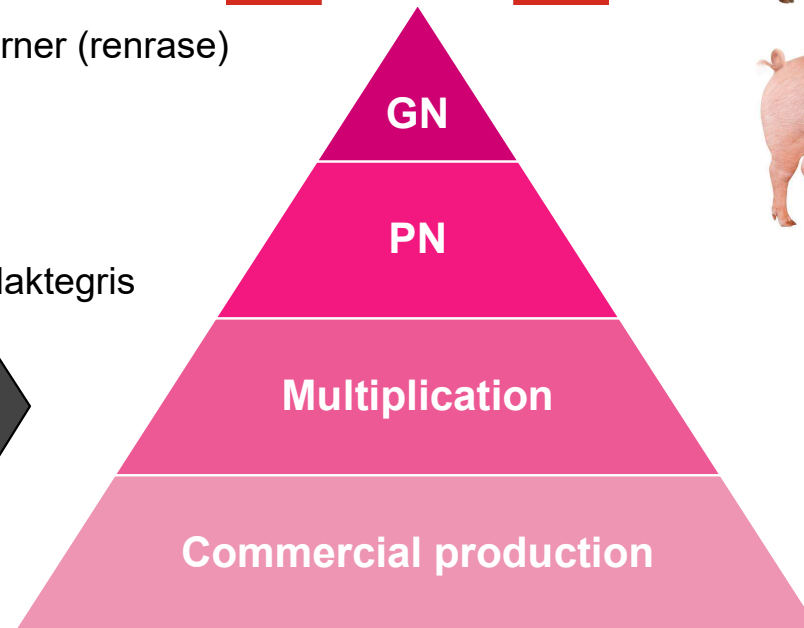 rner (renrase)
GN
PN
laktegris
Multiplication
Commercial production